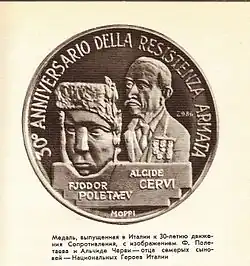 30º ANNIVERSARIO DELLA RESISTENZA ARMATA
FJODOR
POLETAEV
ALCIDE
CERVI
MOPPI
Медаль, выпущенная в Италии к 30-летию движе-
ния Сопротивления, с изображением Ф. Поле-
таева и Альчиде Черви — отца семерых сыно-
вей — Национальных Героев Италии